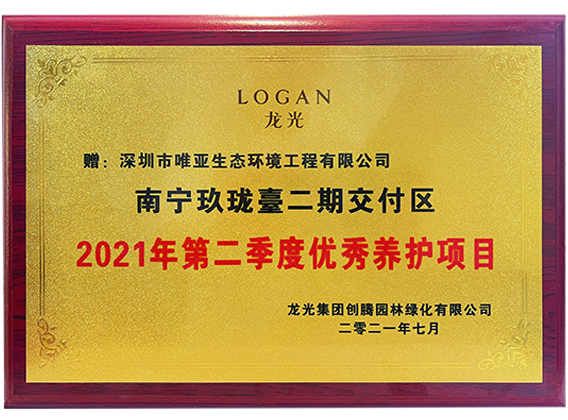 LOGAN
龙光
赠：深圳市唯亚生态环境工程有限公司
南宁玖珑臺二期交付区
2021年第二季度优秀养护项目
龙光集团创腾园林绿化有限公司
二零二一年七月